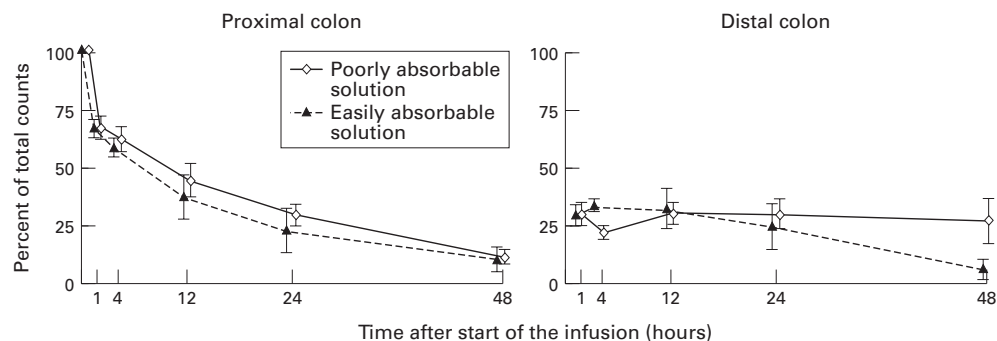 Proximal colon
Distal colon
Percent of total counts
100
75
50
25
0
1 4 12 24 48
Poorly absorbable
solution
Easily absorbable
solution
100
75
50
25
0
1 4 12 24 48
Time after start of the infusion (hours)